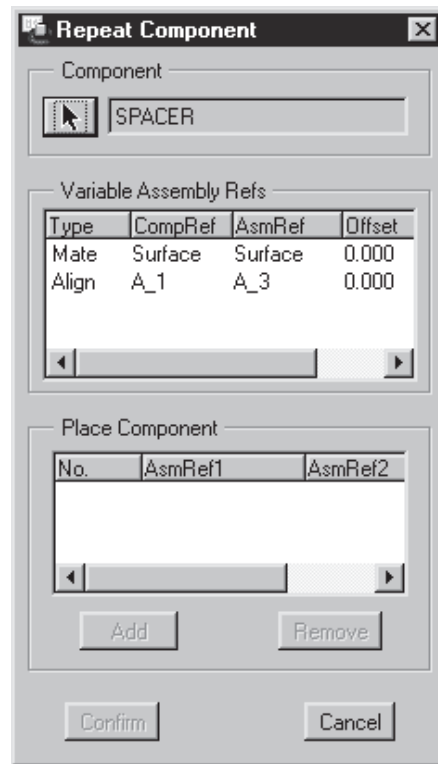 Repeat Component
Component
SPACER
Variable Assembly Refs
Type CompRef AsmRef Offset
Mate Surface Surface 0.000
Align A_1 A_3 0.000
Place Component
No. AsmRef1 AsmRef2
Add Remove
Confirm Cancel